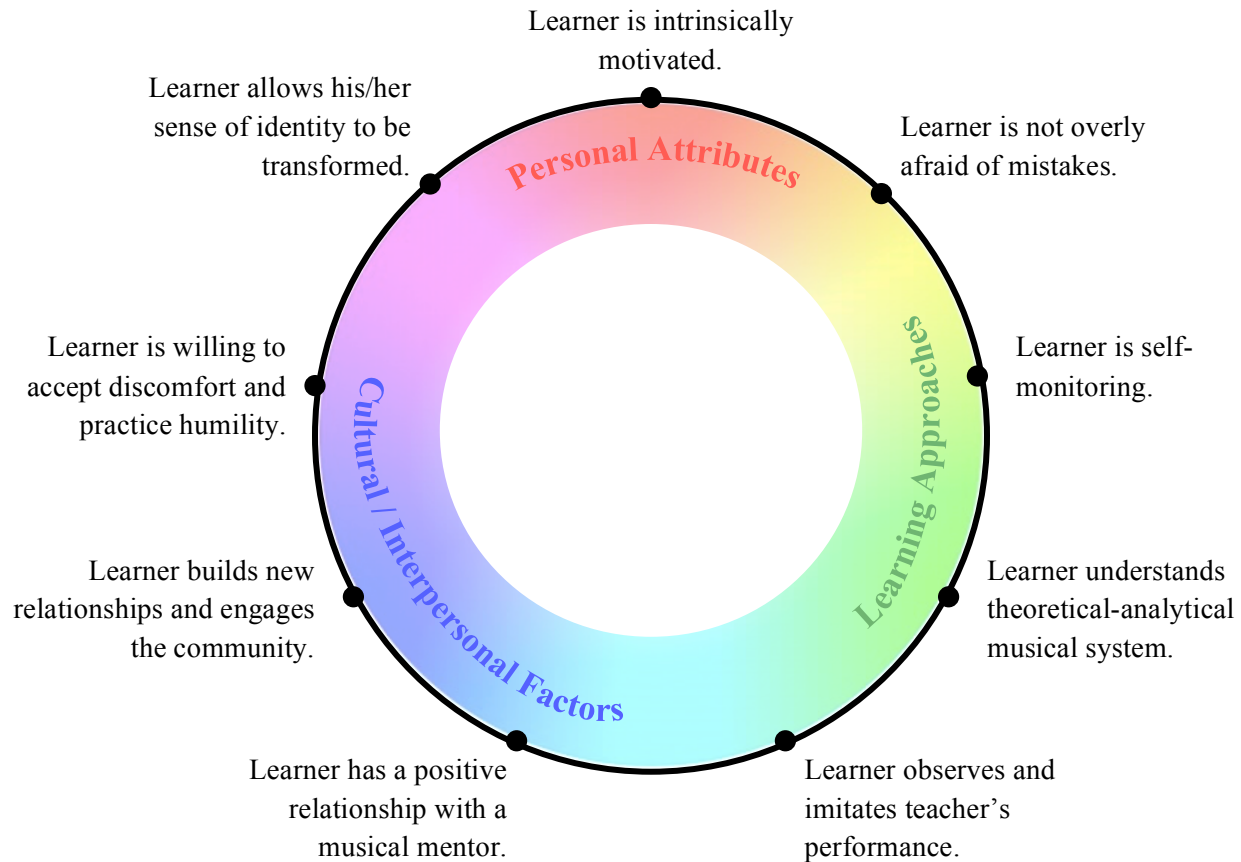 Learner is intrinsically
motivated.
Learner is not overly
afraid of mistakes.
Learner is self-
monitoring.
Learner understands
theoretical-analytical
musical system.
Learner observes and
imitates teacher’s
performance.
Learner has a positive
relationship with a
musical mentor.
Learner builds new
relationships and engages
the community.
Learner is willing to
accept discomfort and
practice humility.
Learner allows his/her
sense of identity to be
transformed.
Personal Attributes
Learning Approaches
Cultural / Interpersonal Factors